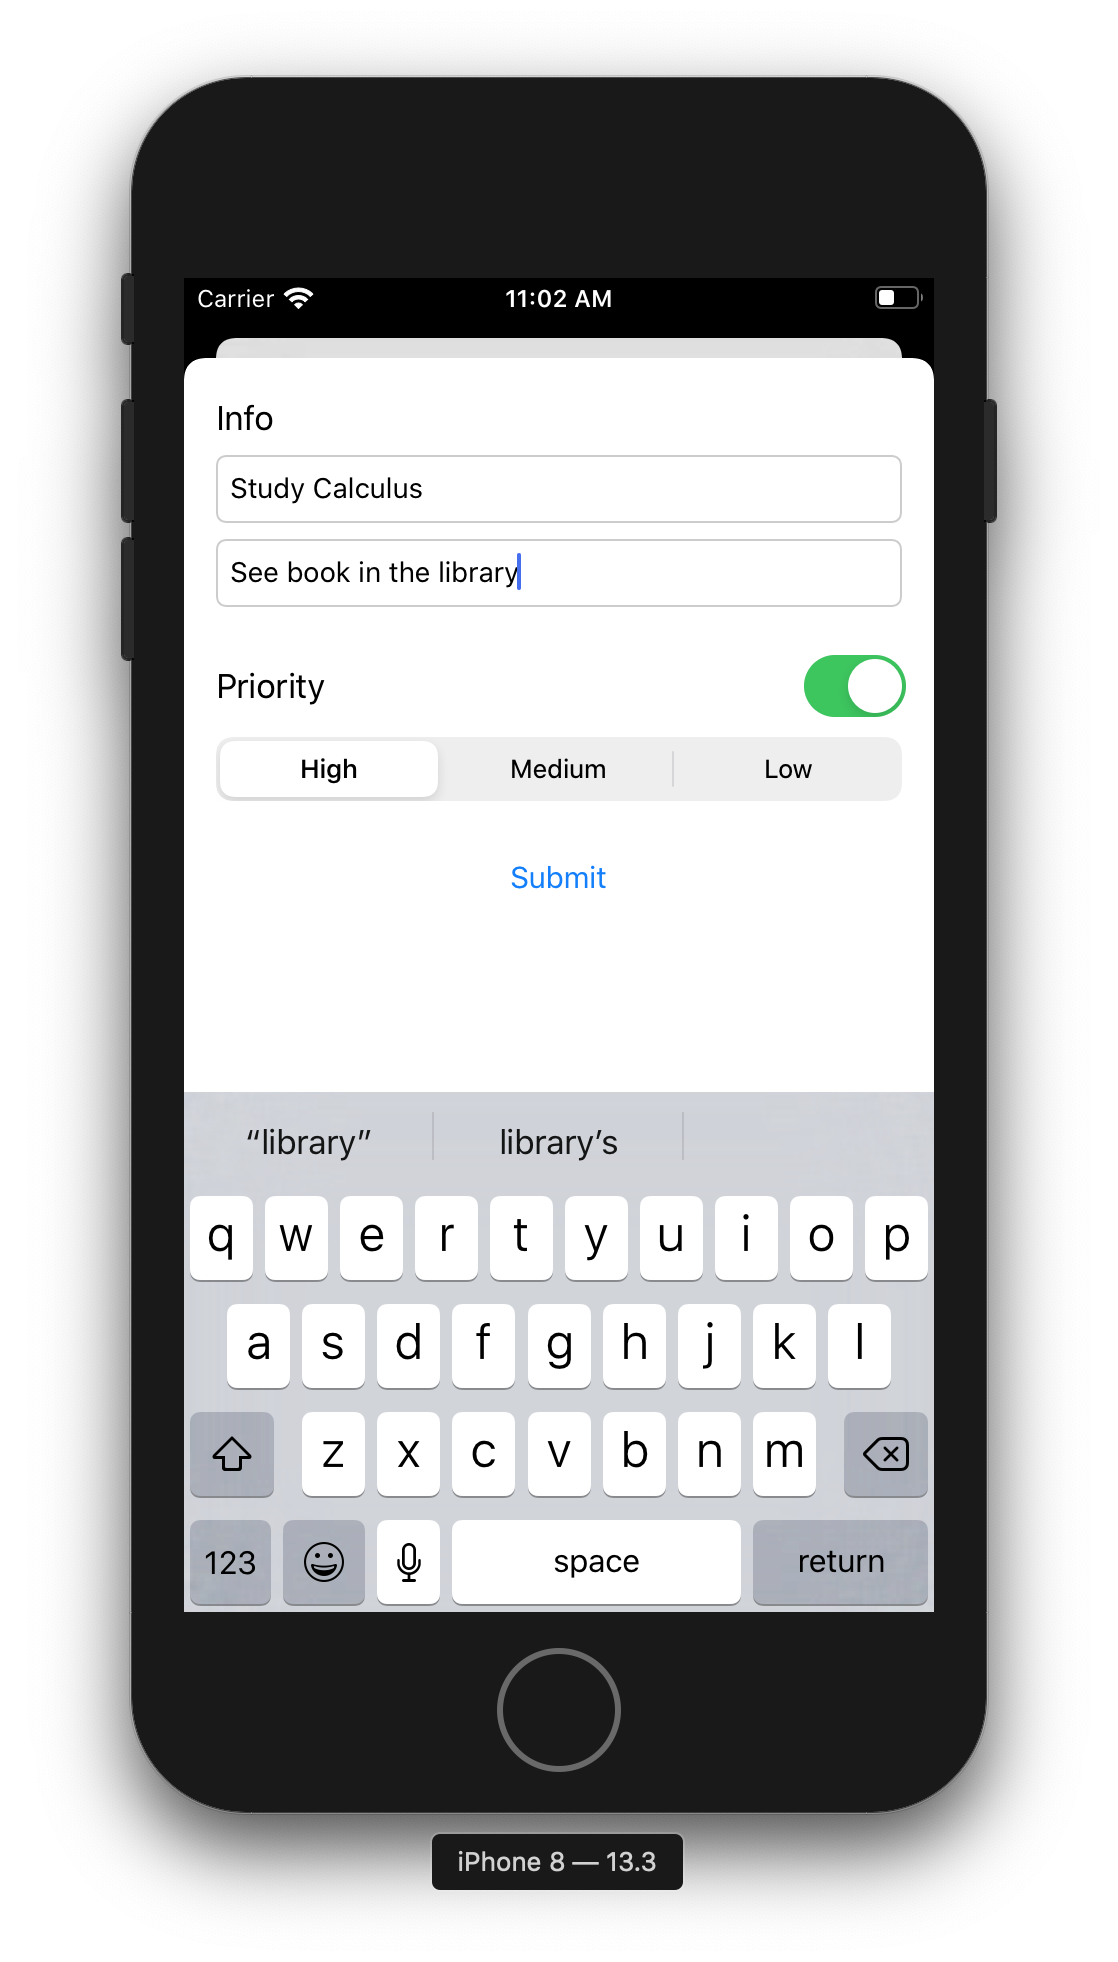 Carrier 11:02 AM
Info
Study Calculus
See book in the library
Priority
High Medium Low
Submit
“library” library’s
q w e r t y u i o p
a s d f g h j k l
z x c v b n m
123 space return
iPhone 8 — 13.3